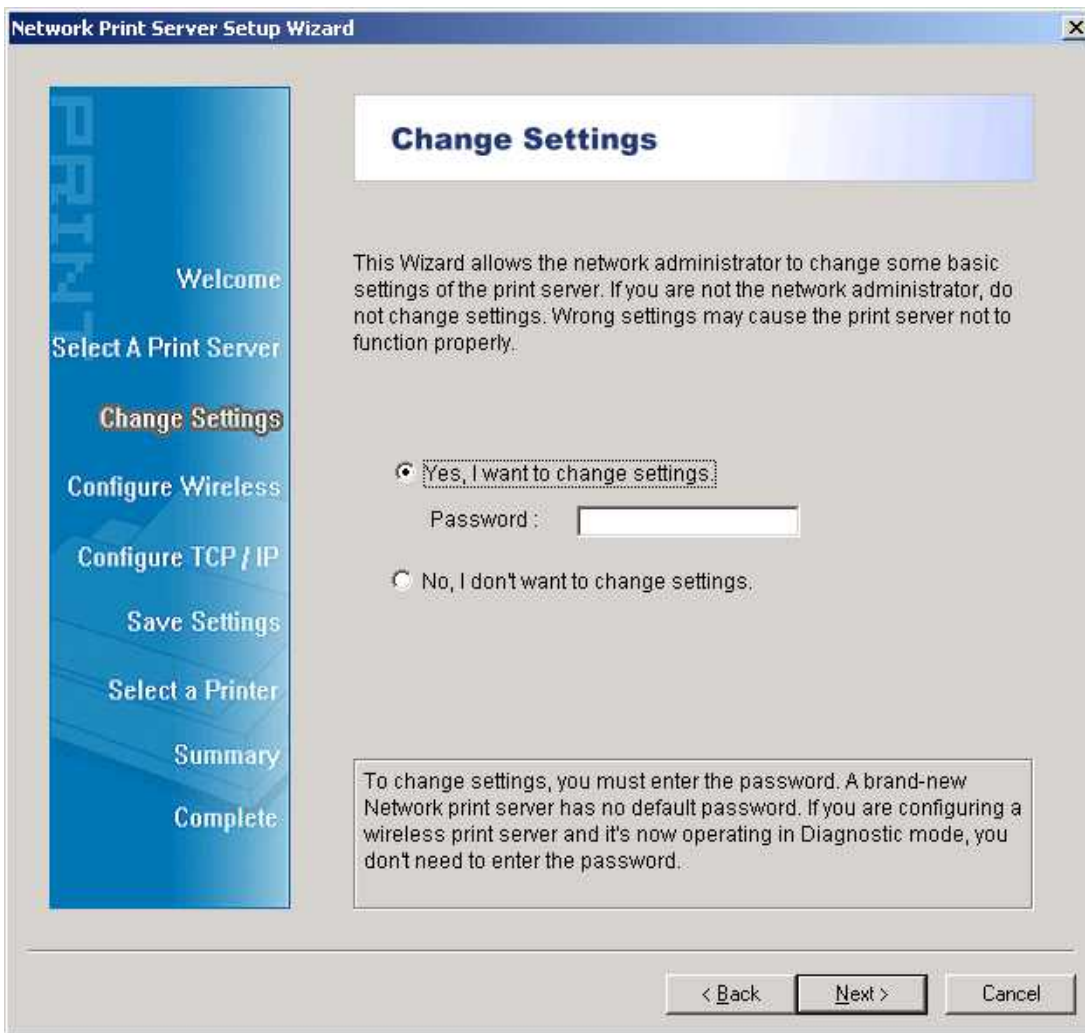 Network Print Server Setup Wizard
PRINT
Welcome
Select A Print Server
Change Settings
Configure Wireless
Configure TCP / IP
Save Settings
Select a Printer
Summary
Complete
Change Settings
This Wizard allows the network administrator to change some basic
settings of the print server. If you are not the network administrator, do
not change settings. Wrong settings may cause the print server not to
function properly.
Yes, I want to change settings.
Password :
No, I don't want to change settings.
To change settings, you must enter the password. A brand-new
Network print server has no default password. If you are configuring a
wireless print server and it's now operating in Diagnostic mode, you
don't need to enter the password.
< Back
Next >
Cancel